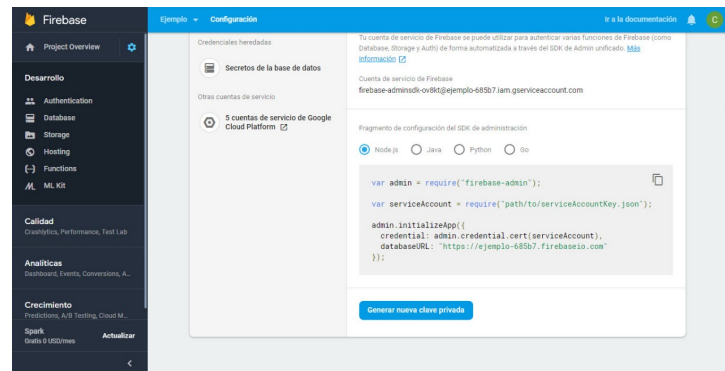 Firebase
Project Overview
Desarrollo
Authentication
Database
Storage
Hosting
Functions
ML Kit
Calidad
Crashlytics, Performance, Test Lab
Analíticas
Dashboard, Events, Conversions, A...
Crecimiento
Predictions, A/B Testing, Cloud M...
Spark
Gratis 0 USD/mes
Actualizar
Ejemplo
Configuración
Ir a la documentación
C
Credenciales heredadas
Secretos de la base de datos
Otras cuentas de servicio
5 cuentas de servicio de Google
Cloud Platform
Tu cuenta de servicio de Firebase se puede utilizar para autenticar varias funciones de Firebase (como
Database, Storage y Auth) de forma automatizada a través del SDK de Admin unificado. Más
información
Cuenta de servicio de Firebase
firebase-adminsdk-ov8kt@ejemplo-685b7.iam.gserviceaccount.com
Fragmento de configuración del SDK de administración
Node.js
Java
Python
Go
var admin = require("firebase-admin");
var serviceAccount = require("path/to/serviceAccountKey.json");
admin.initializeApp({
credential: admin.credential.cert(serviceAccount),
databaseURL: "https://ejemplo-685b7.firebaseio.com"
});
Generar nueva clave privada